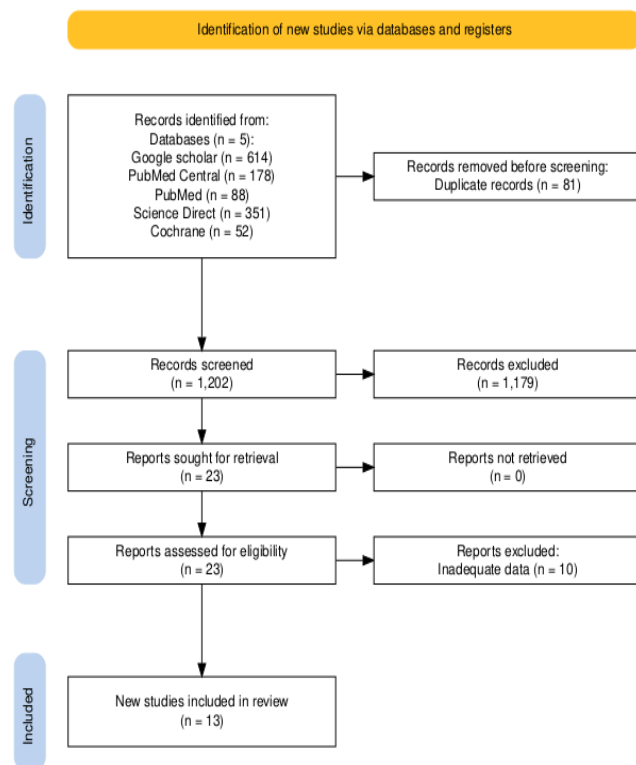 Identification of new studies via databases and registers
Identification
Records identified from:
Databases (n = 5):
Google scholar (n = 614)
PubMed Central (n = 178)
PubMed (n = 88)
Science Direct (n = 351)
Cochrane (n = 52)
Records removed before screening:
Duplicate records (n = 81)
Screening
Records screened
(n = 1,202)
Records excluded
(n = 1,179)
Reports sought for retrieval
(n = 23)
Reports not retrieved
(n = 0)
Reports assessed for eligibility
(n = 23)
Reports excluded:
Inadequate data (n = 10)
Included
New studies included in review
(n = 13)